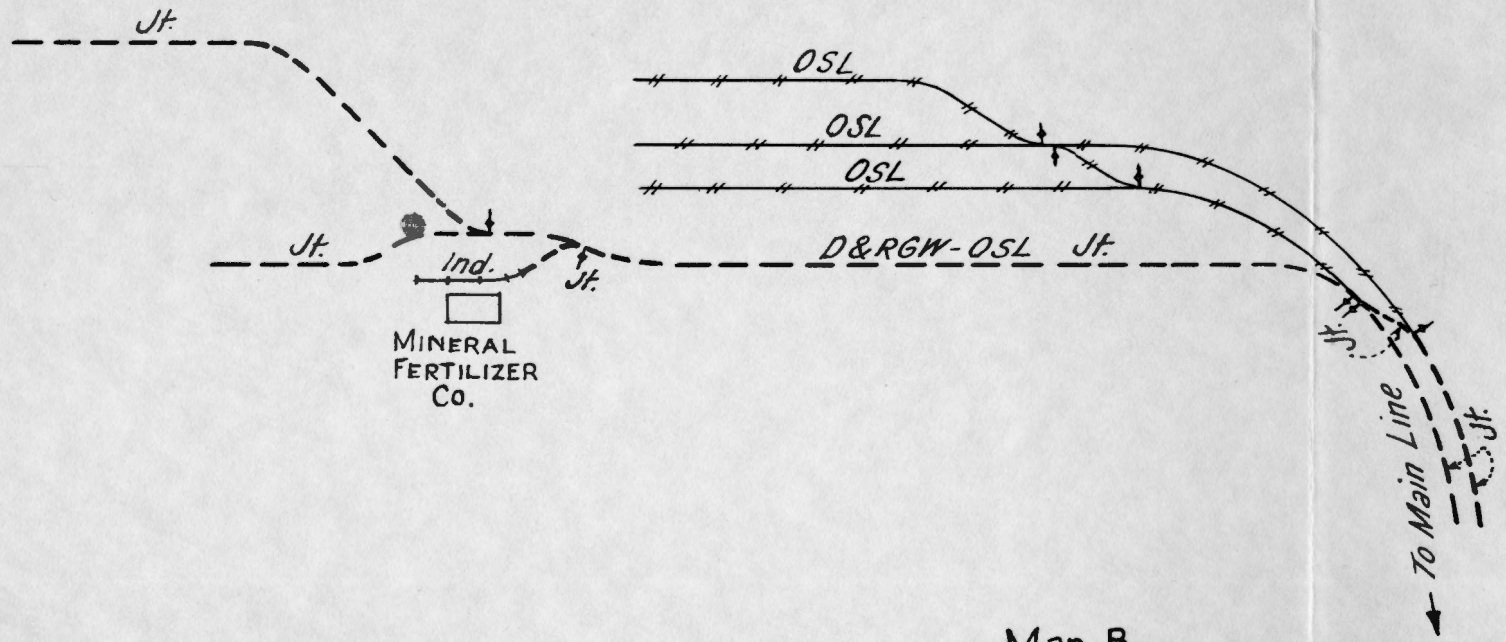 Jt.
OSL
OSL
OSL
Jt.
Ind.
Jt.
D&RGW-OSL Jt.
MINERAL
FERTILIZER
Co.
Jt.
To Main Line
Jt.
Map B